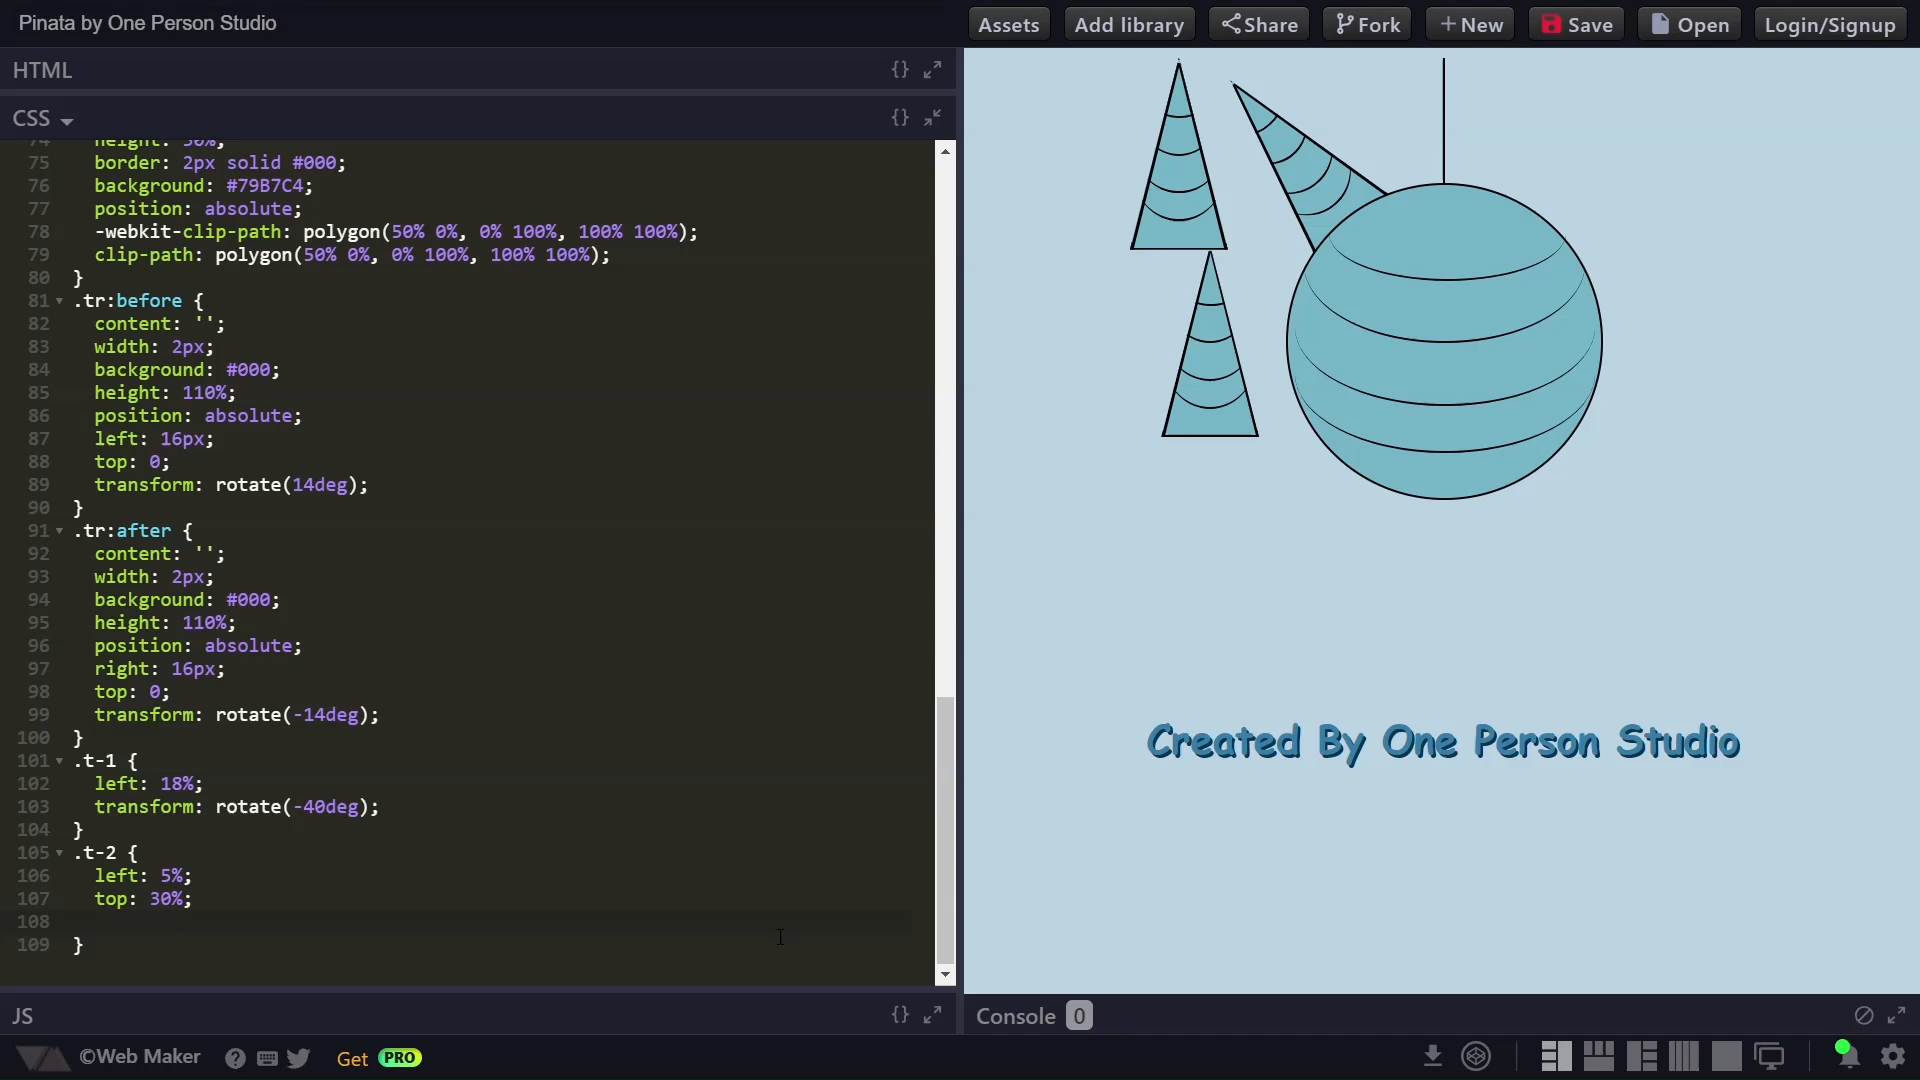 Pinata by One Person Studio
Assets
Add library
Share
Fork
+ New
Save
Open
Login/Signup
HTML
{}
CSS
{}
74 height: 50%;
75 border: 2px solid #000;
76 background: #79B7C4;
77 position: absolute;
78 -webkit-clip-path: polygon(50% 0%, 0% 100%, 100% 100%);
79 clip-path: polygon(50% 0%, 0% 100%, 100% 100%);
80 }
81 .tr:before {
82 content: '';
83 width: 2px;
84 background: #000;
85 height: 110%;
86 position: absolute;
87 left: 16px;
88 top: 0;
89 transform: rotate(14deg);
90 }
91 .tr:after {
92 content: '';
93 width: 2px;
94 background: #000;
95 height: 110%;
96 position: absolute;
97 right: 16px;
98 top: 0;
99 transform: rotate(-14deg);
100 }
101 .t-1 {
102 left: 18%;
103 transform: rotate(-40deg);
104 }
105 .t-2 {
106 left: 5%;
107 top: 30%;
108
109 }
Created By One Person Studio
JS
{}
Console 0
©Web Maker
?
Get PRO